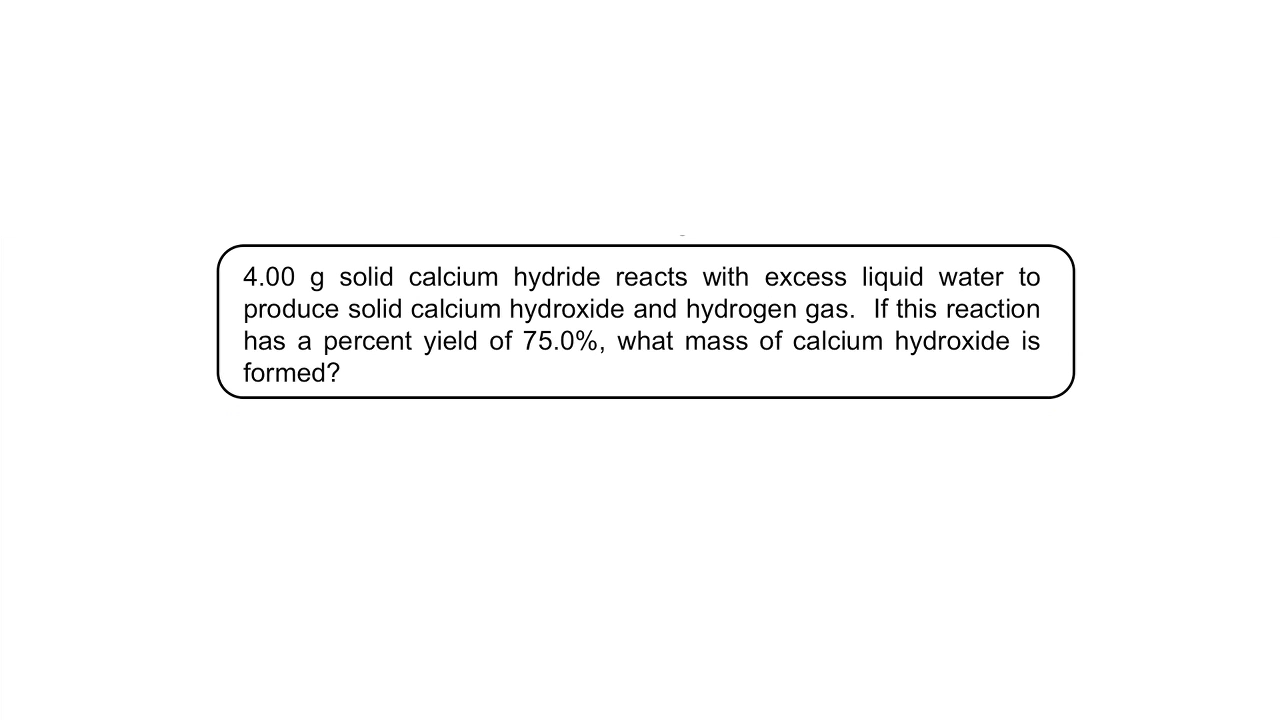 4.00 g solid calcium hydride reacts with excess liquid water to
produce solid calcium hydroxide and hydrogen gas.  If this reaction
has a percent yield of 75.0%, what mass of calcium hydroxide is
formed?